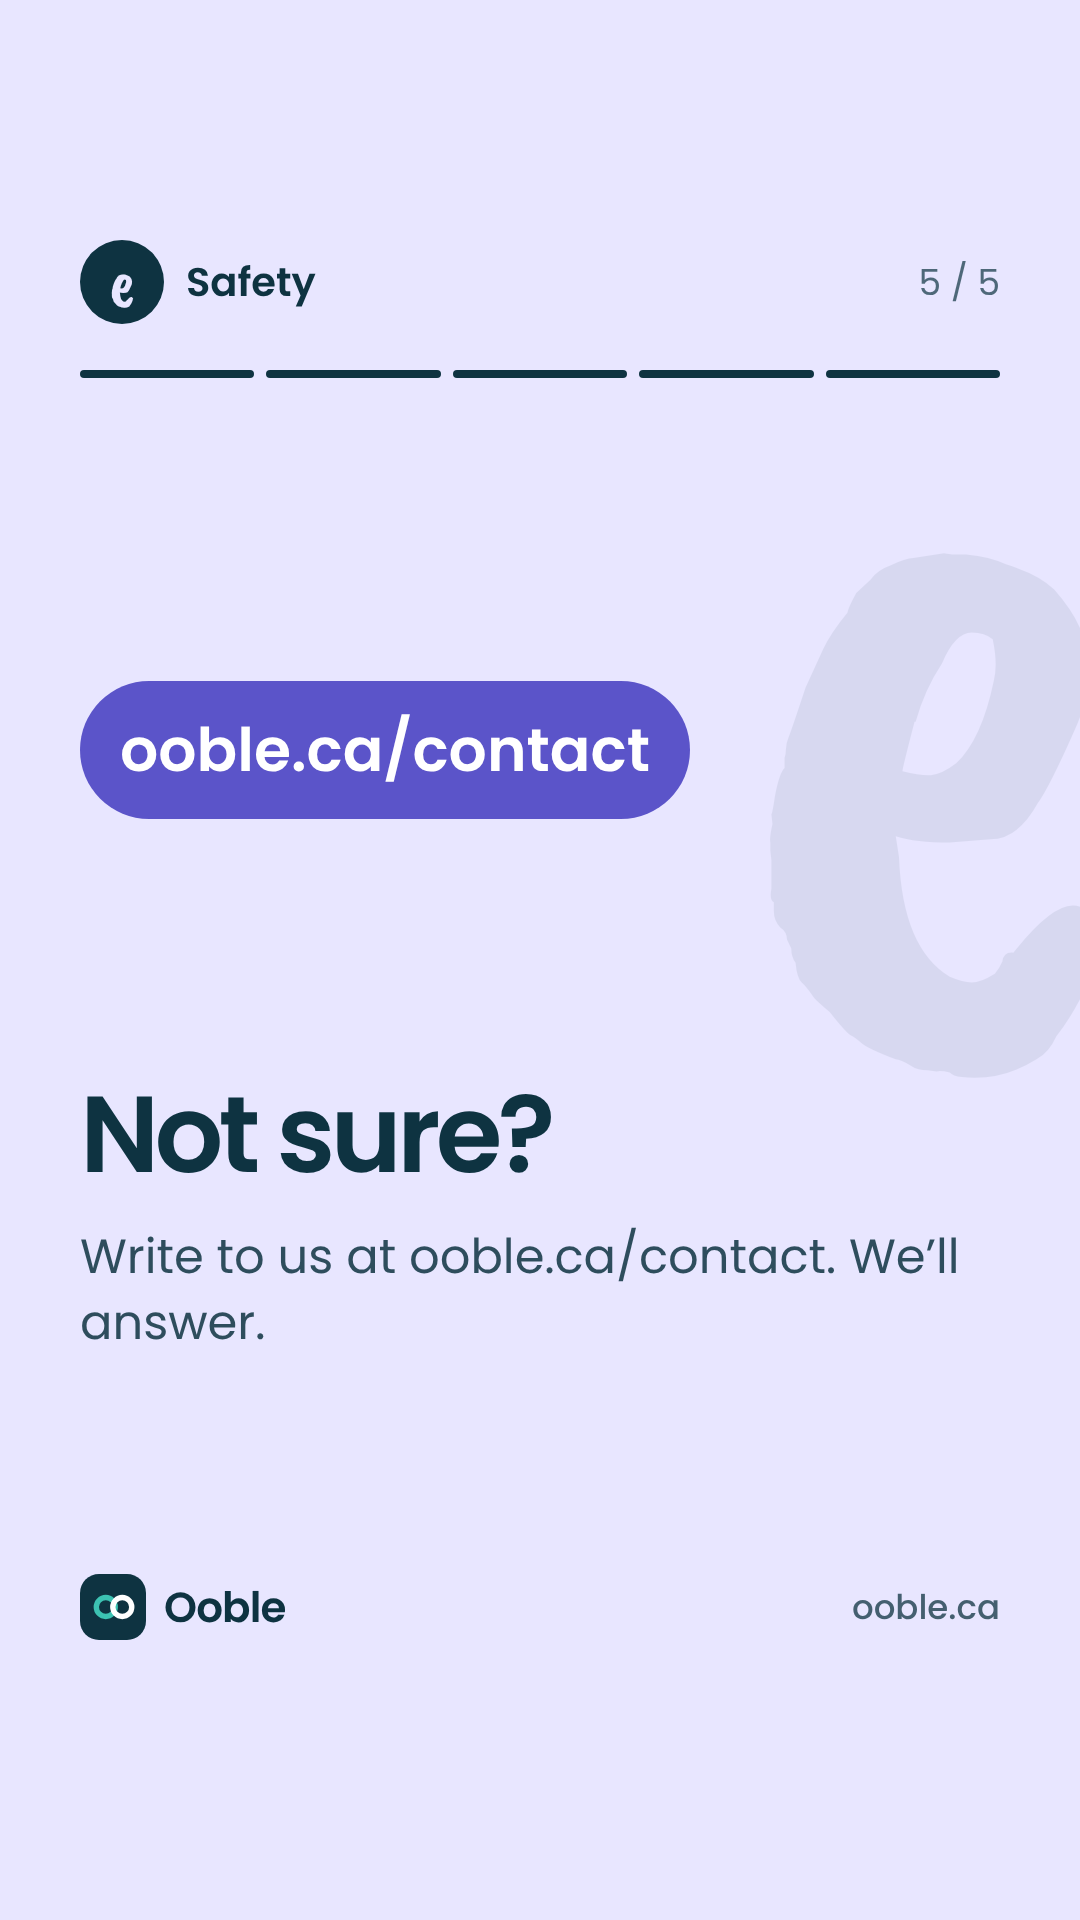 e
Safety
5 / 5
ooble.ca/contact
e
Not sure?
Write to us at ooble.ca/contact. We’ll
answer.
Ooble
ooble.ca